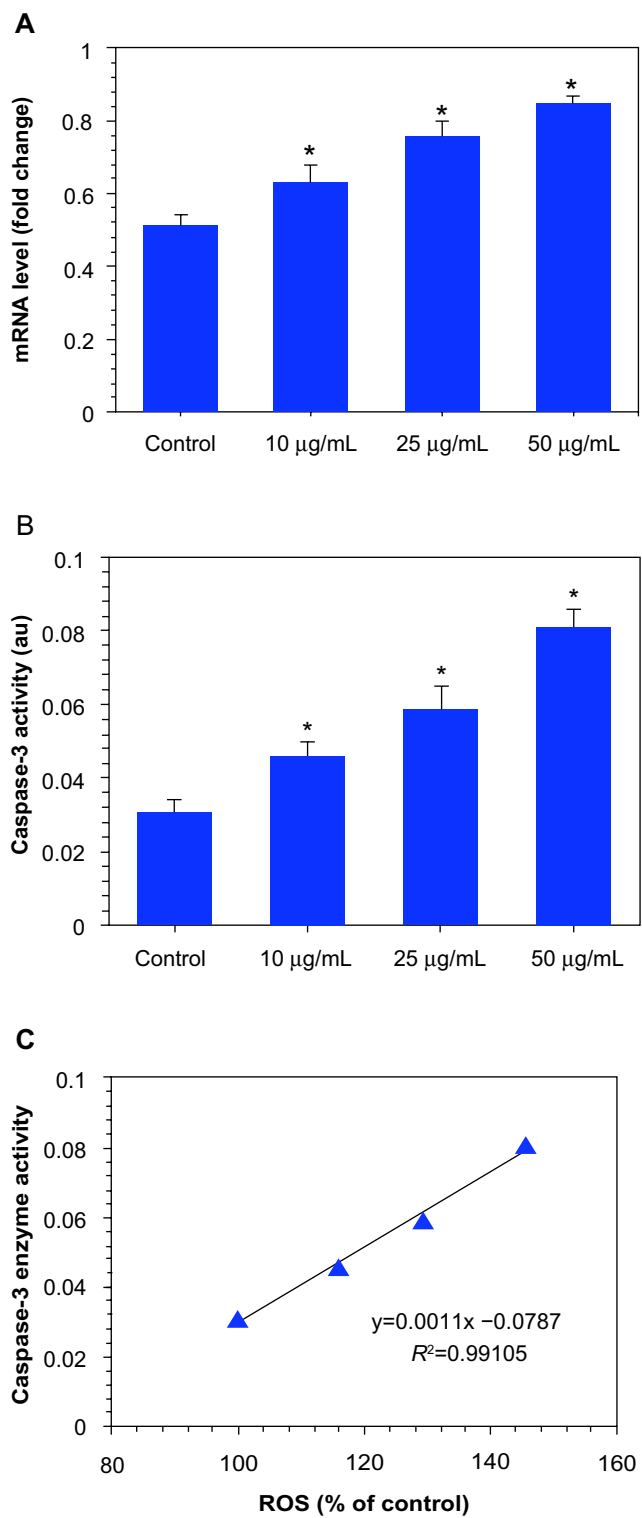 A
mRNA level (fold change)
1
0.8
0.6
0.4
0.2
0
* * *
Control 10 μg/mL 25 μg/mL 50 μg/mL
B
Caspase-3 activity (au)
0.1
0.08
0.06
0.04
0.02
0
* * *
Control 10 μg/mL 25 μg/mL 50 μg/mL
C
Caspase-3 enzyme activity
0.1
0.08
0.06
0.04
0.02
0
y=0.0011x −0.0787
R²=0.99105
80 100 120 140 160
ROS (% of control)